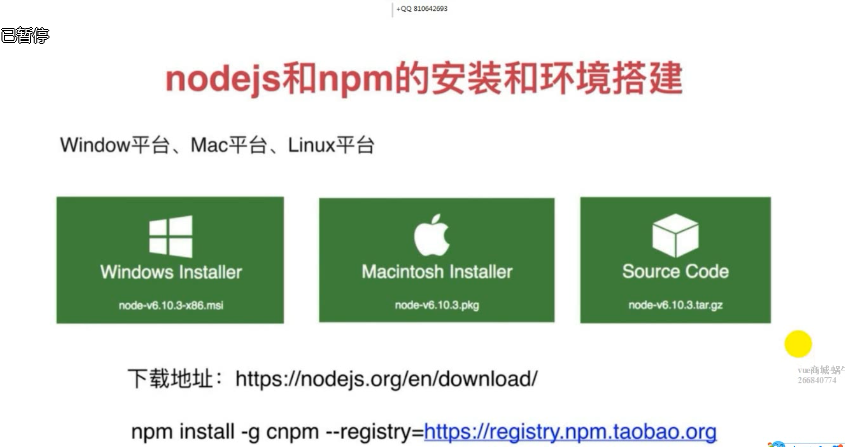 +QQ 810642693
已暂停
nodejs和npm的安装和环境搭建
Window平台、Mac平台、Linux平台
Windows Installer
node-v6.10.3-x86.msi
Macintosh Installer
node-v6.10.3.pkg
Source Code
node-v6.10.3.tar.gz
下载地址：https://nodejs.org/en/download/
vue商城·蜗牛
266840774
npm install -g cnpm --registry=https://registry.npm.taobao.org